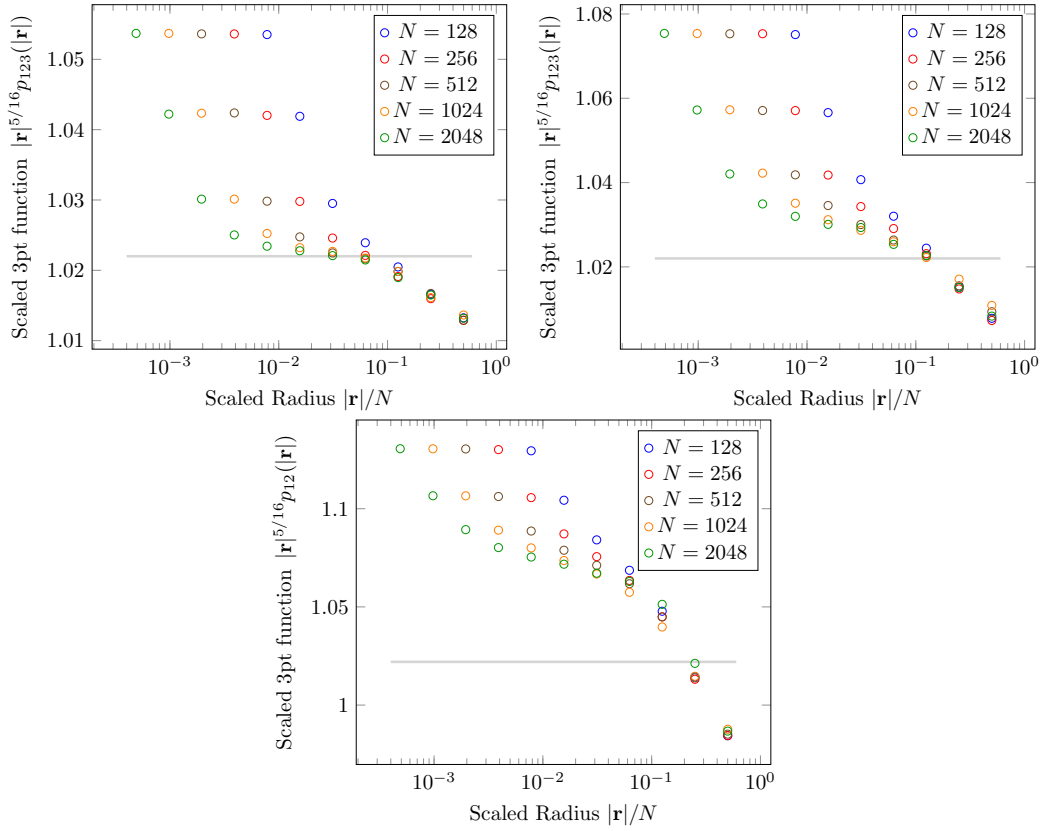 Scaled 3pt function |r|^{5/16}p_{123}(|r|)
1.05
1.04
1.03
1.02
1.01
N = 128
N = 256
N = 512
N = 1024
N = 2048
10^{−3} 10^{−2} 10^{−1} 10^{0}
Scaled Radius |r|/N
Scaled 3pt function |r|^{5/16}p_{123}(|r|)
1.08
1.06
1.04
1.02
N = 128
N = 256
N = 512
N = 1024
N = 2048
10^{−3} 10^{−2} 10^{−1} 10^{0}
Scaled Radius |r|/N
Scaled 3pt function |r|^{5/16}p_{12}(|r|)
1.1
1.05
1
N = 128
N = 256
N = 512
N = 1024
N = 2048
10^{−3} 10^{−2} 10^{−1} 10^{0}
Scaled Radius |r|/N